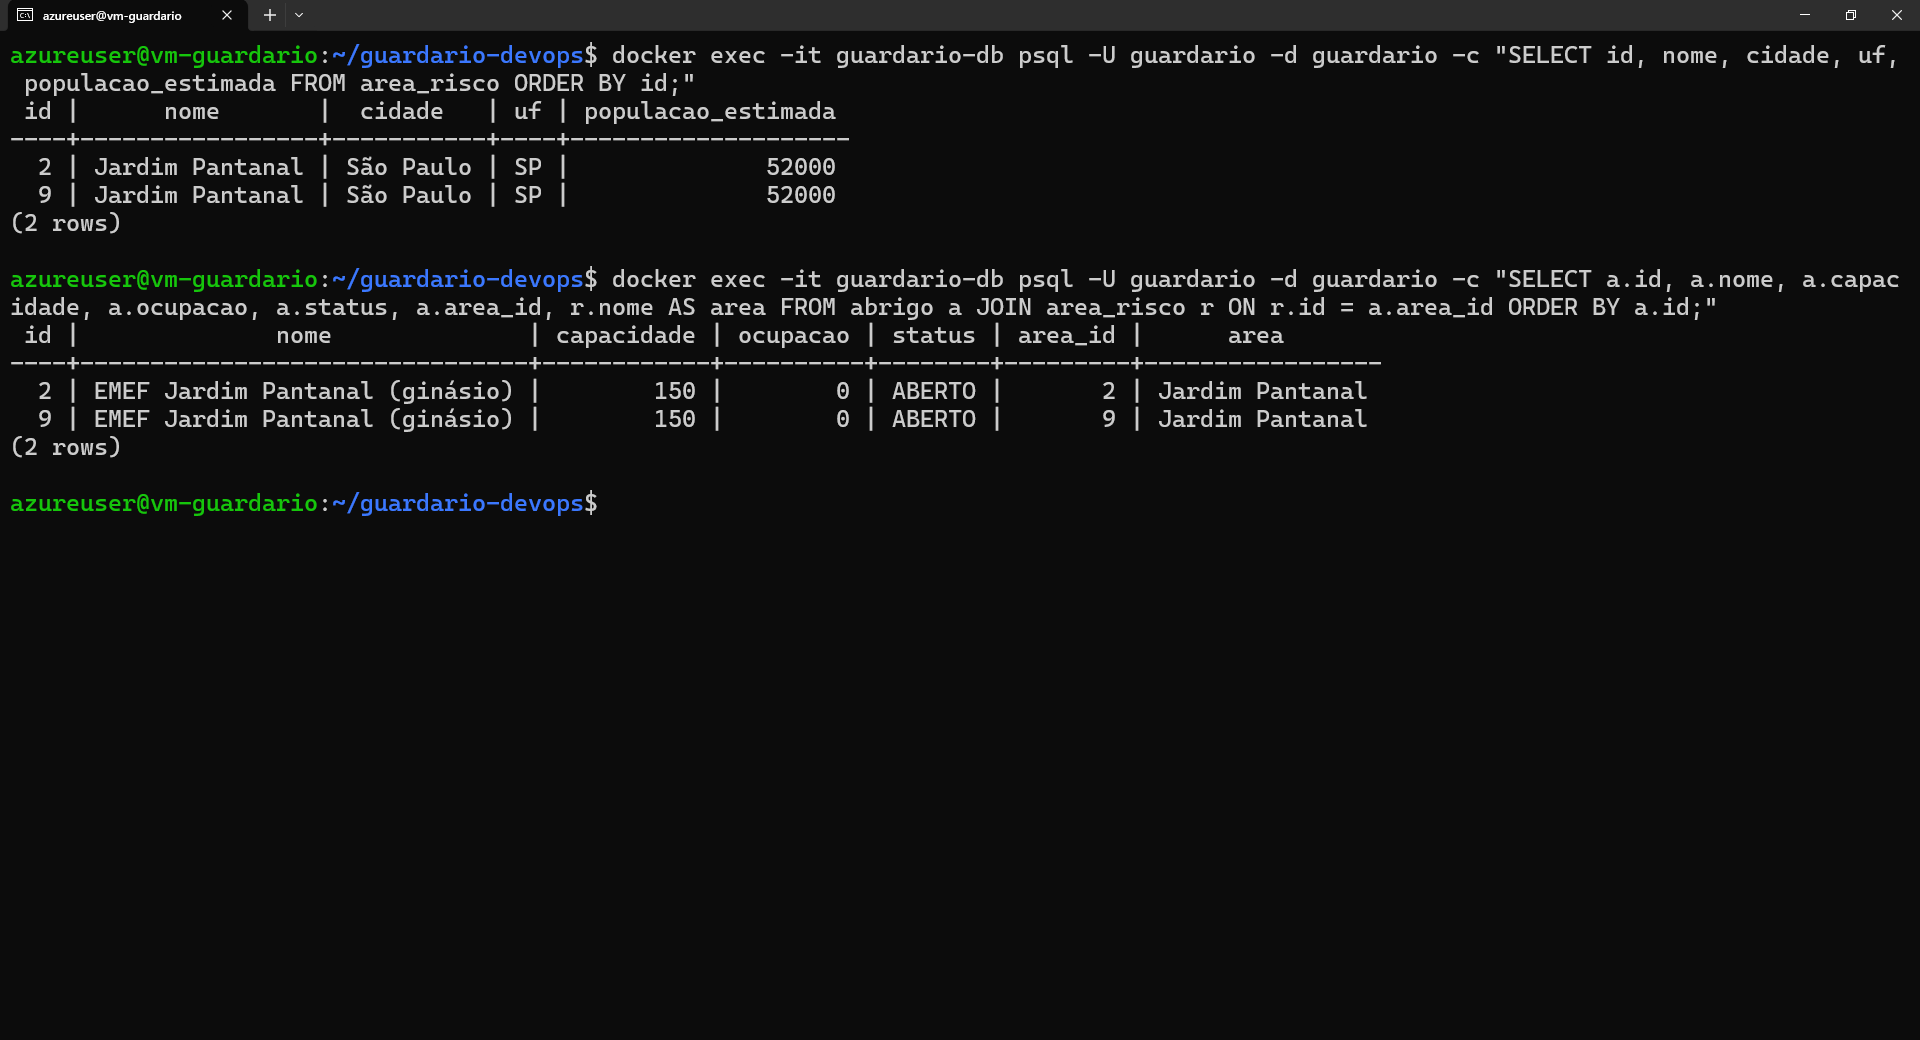 azureuser@vm-guardario
azureuser@vm-guardario:~/guardario-devops$ docker exec -it guardario-db psql -U guardario -d guardario -c "SELECT id, nome, cidade, uf,
 populacao_estimada FROM area_risco ORDER BY id;"
 id |      nome       |  cidade   | uf | populacao_estimada
----+-----------------+-----------+----+--------------------
  2 | Jardim Pantanal | São Paulo | SP |              52000
  9 | Jardim Pantanal | São Paulo | SP |              52000
(2 rows)
azureuser@vm-guardario:~/guardario-devops$ docker exec -it guardario-db psql -U guardario -d guardario -c "SELECT a.id, a.nome, a.capac
idade, a.ocupacao, a.status, a.area_id, r.nome AS area FROM abrigo a JOIN area_risco r ON r.id = a.area_id ORDER BY a.id;"
 id |              nome              | capacidade | ocupacao | status | area_id |      area
----+--------------------------------+------------+----------+--------+---------+-----------------
  2 | EMEF Jardim Pantanal (ginásio) |        150 |        0 | ABERTO |       2 | Jardim Pantanal
  9 | EMEF Jardim Pantanal (ginásio) |        150 |        0 | ABERTO |       9 | Jardim Pantanal
(2 rows)
azureuser@vm-guardario:~/guardario-devops$